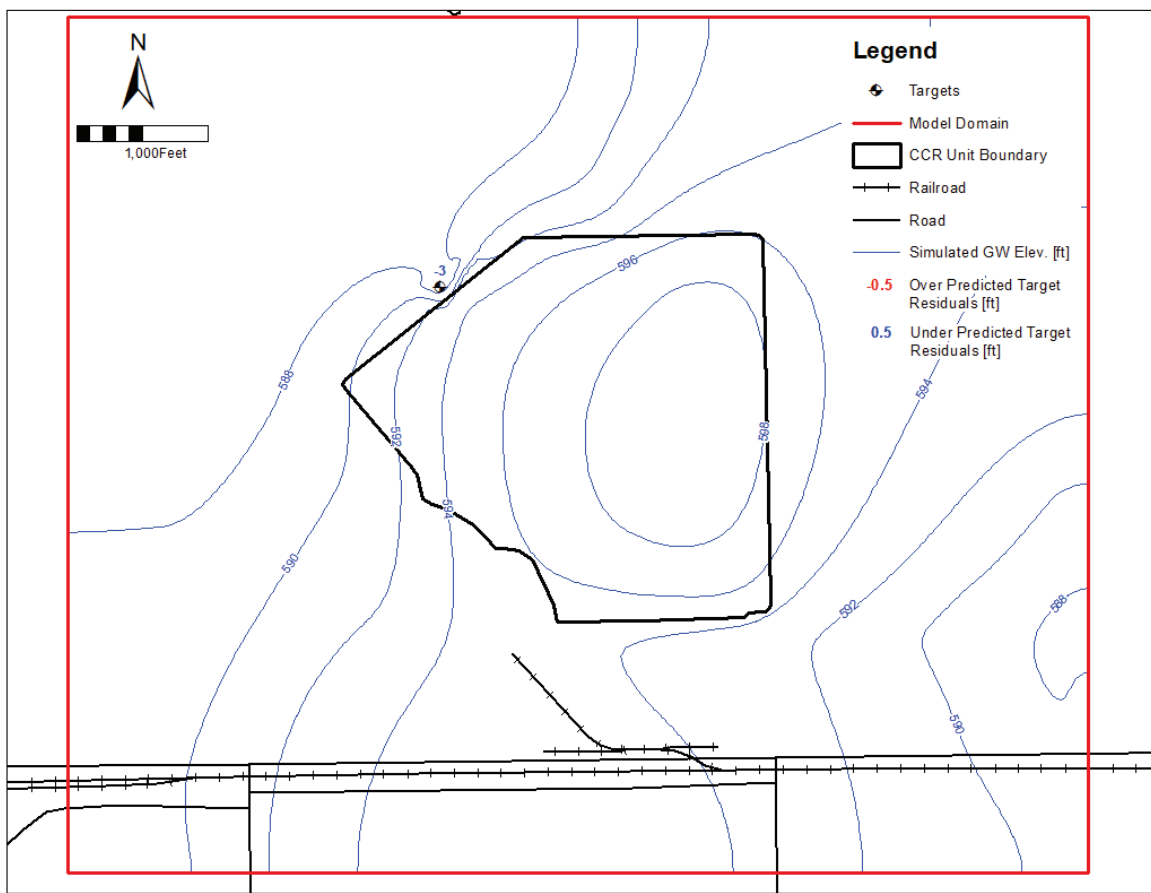 N
1,000Feet
Legend
Targets
Model Domain
CCR Unit Boundary
Railroad
Road
Simulated GW Elev. [ft]
-0.5 Over Predicted Target
Residuals [ft]
0.5 Under Predicted Target
Residuals [ft]
-3
596
588
594
592
598
594
590
592
588
590